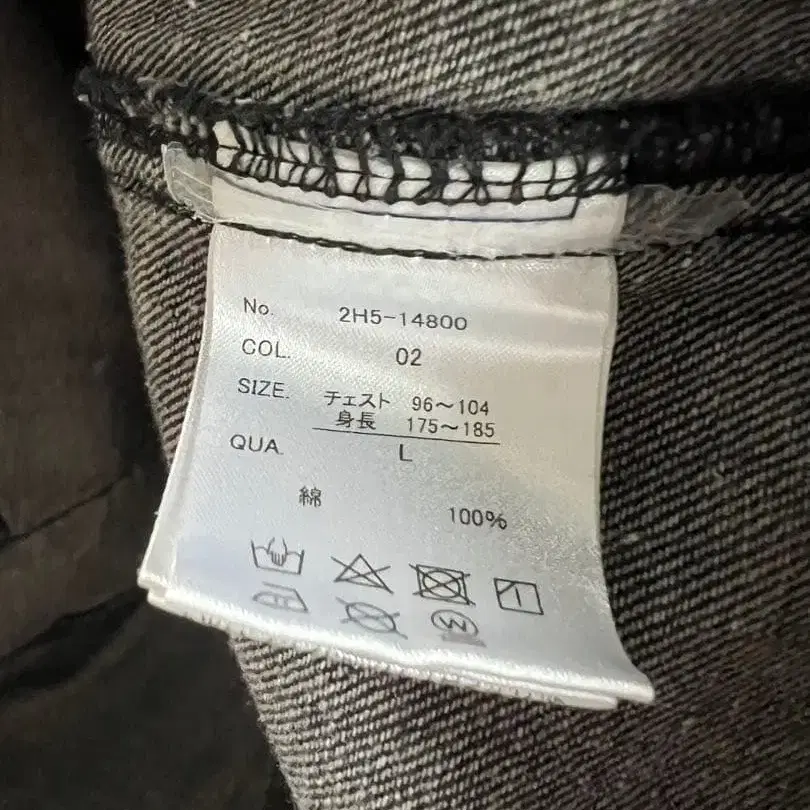 No. 2H5-14800
COL. 02
SIZE. チェスト 96～104
身長 175～185
L
QUA.
綿 100%